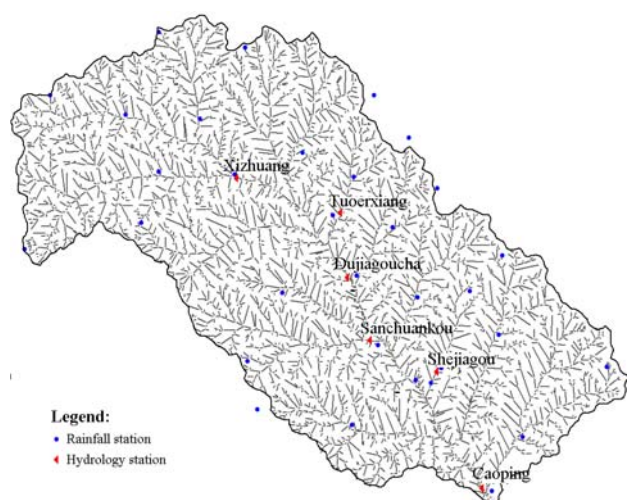 Xizhuang
Tuoerxiang
Dujiagoucha
Sanchuankou
Shejiagou
Legend:
Rainfall station
Hydrology station
Caoping